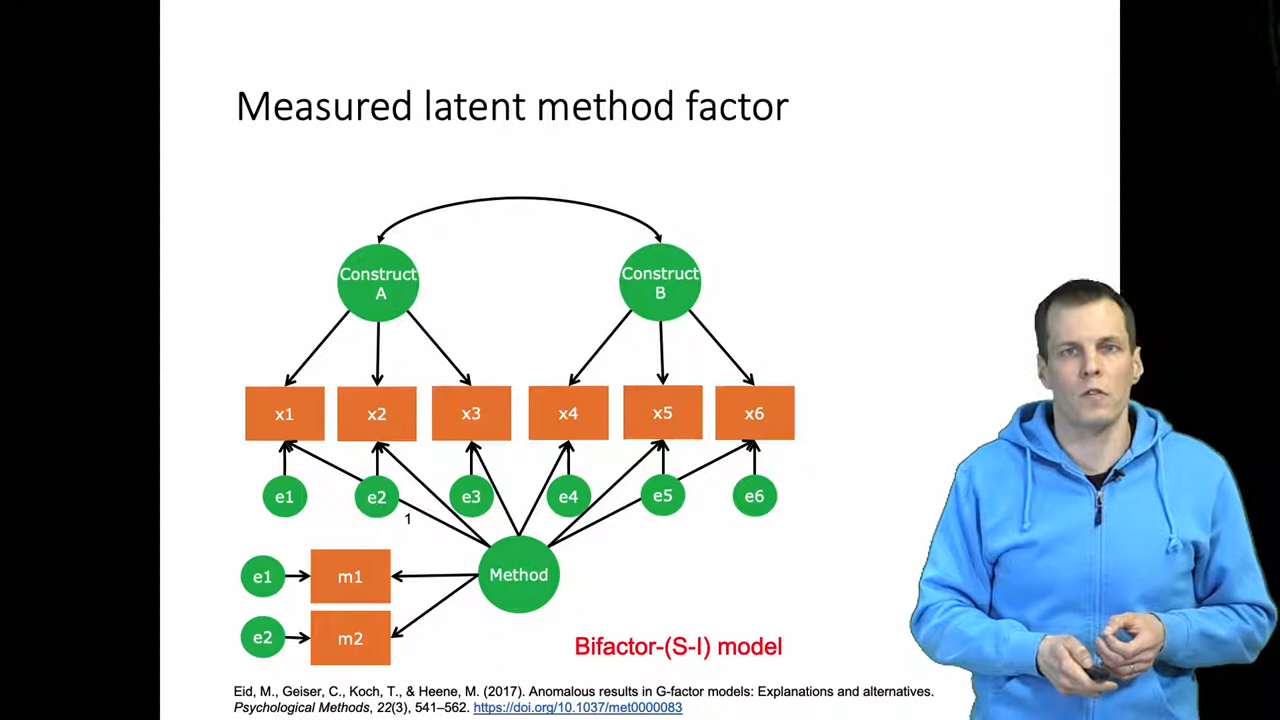 Measured latent method factor
Construct
A
Construct
B
x1 x2 x3 x4 x5 x6
e1 e2 e3 e4 e5 e6
1
e1 m1 Method
e2 m2
Bifactor-(S-I) model
Eid, M., Geiser, C., Koch, T., & Heene, M. (2017). Anomalous results in G-factor models: Explanations and alternatives.
Psychological Methods, 22(3), 541–562. https://doi.org/10.1037/met0000083